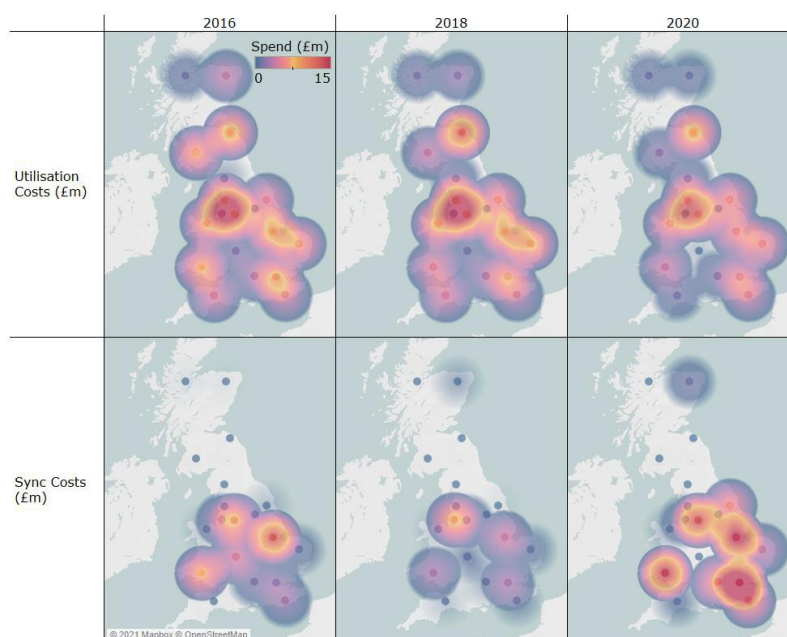 2016 2018 2020
Spend (£m)
0 15
Utilisation
Costs (£m)
Sync Costs
(£m)
© 2021 Mapbox © OpenStreetMap